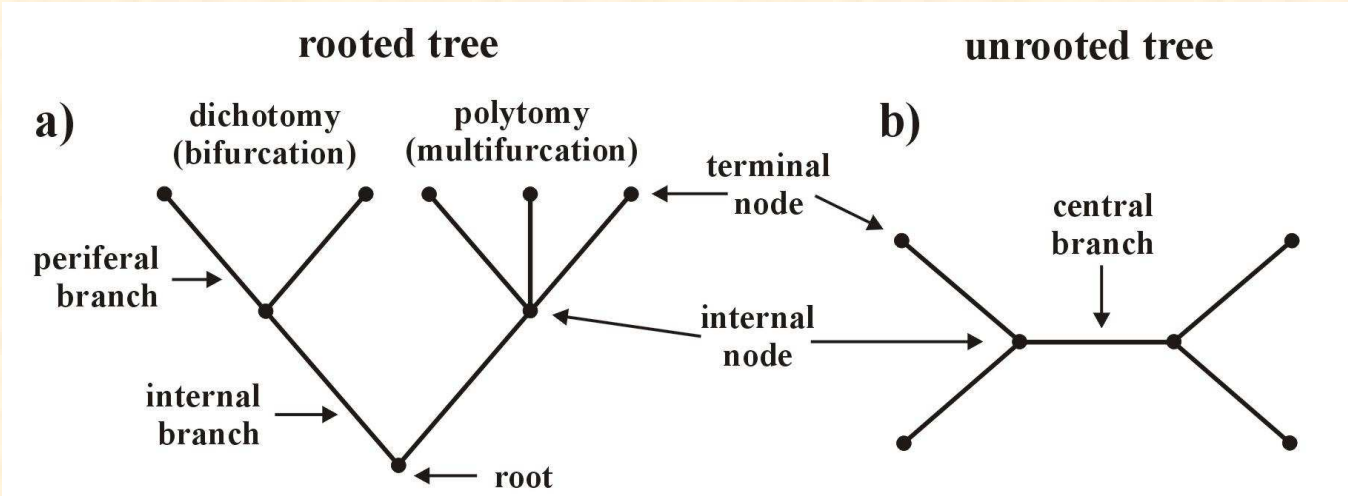 rooted tree
unrooted tree
a)
dichotomy
(bifurcation)
polytomy
(multifurcation)
b)
terminal
node
central
branch
periferal
branch
internal
node
internal
branch
root